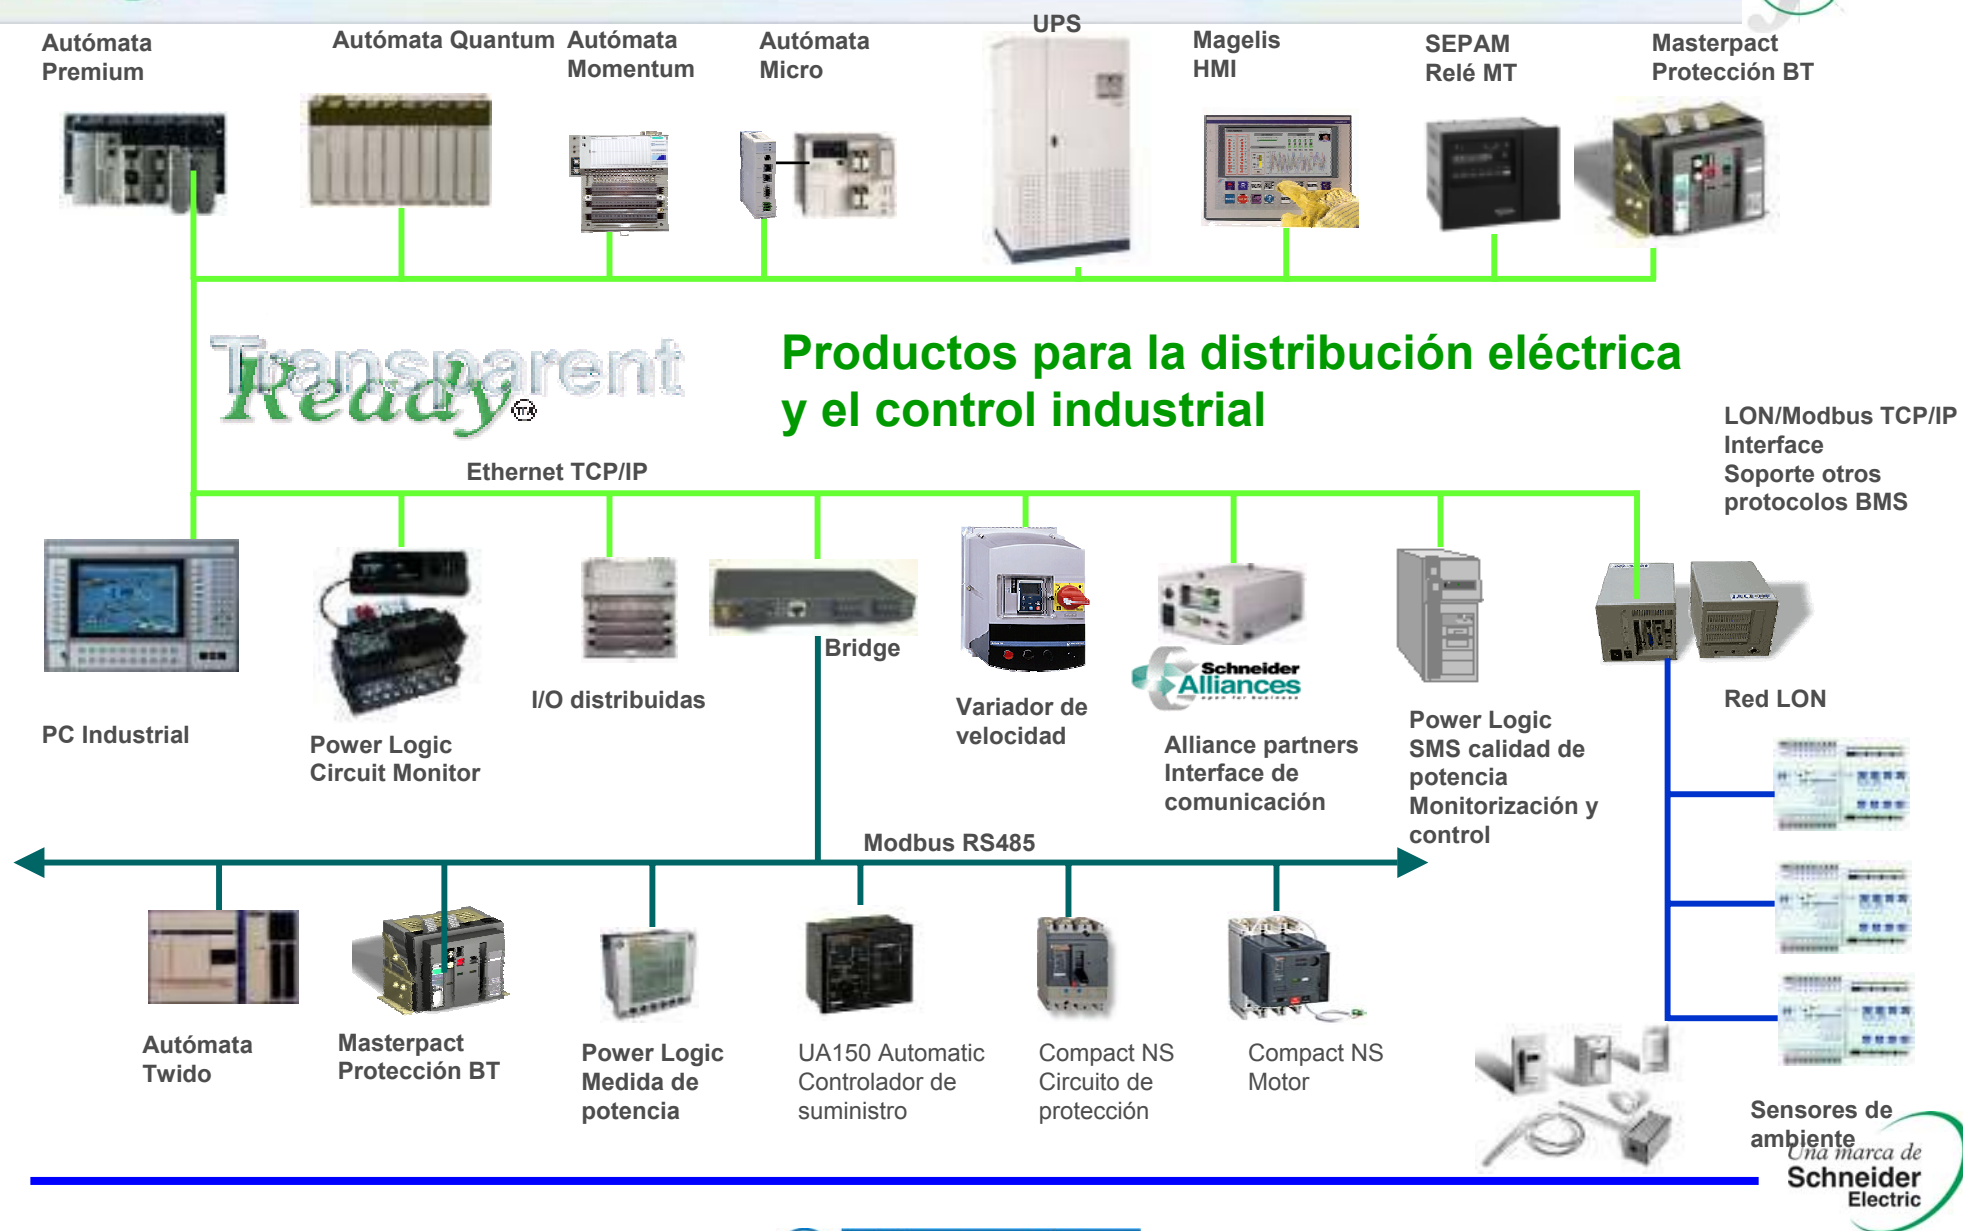 UPS
Autómata
Premium
Autómata Quantum
Autómata
Momentum
Autómata
Micro
Magelis
HMI
SEPAM
Relé MT
Masterpact
Protección BT
Transparent
Ready
Productos para la distribución eléctrica
y el control industrial
LON/Modbus TCP/IP
Interface
Soporte otros
protocolos BMS
Ethernet TCP/IP
Bridge
I/O distribuidas
Schneider
Alliances
open for business
PC Industrial
Power Logic
Circuit Monitor
Variador de
velocidad
Alliance partners
Interface de
comunicación
Power Logic
SMS calidad de
potencia
Monitorización y
control
Red LON
Modbus RS485
Autómata
Twido
Masterpact
Protección BT
Power Logic
Medida de
potencia
UA150 Automatic
Controlador de
suministro
Compact NS
Circuito de
protección
Compact NS
Motor
Sensores de
ambiente
Una marca de
Schneider
Electric